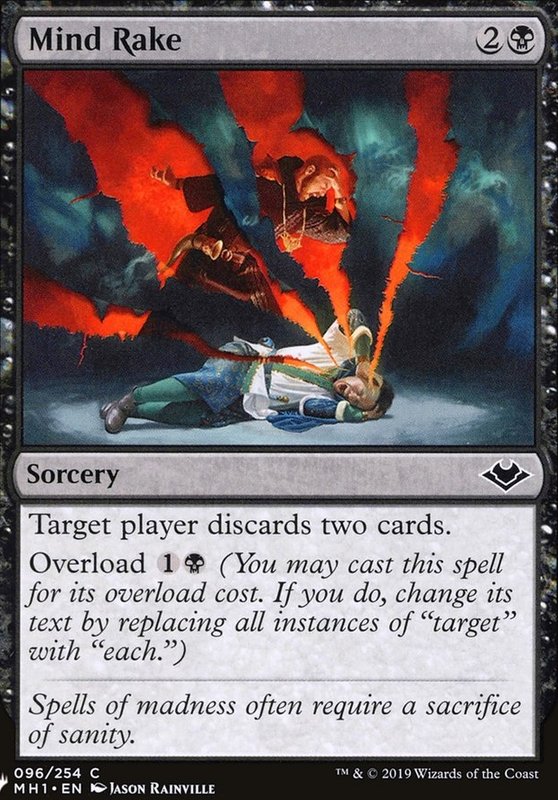 Mind Rake 2
Sorcery
Target player discards two cards.
Overload 1 (You may cast this spell
for its overload cost. If you do, change its
text by replacing all instances of “target”
with “each.”)
Spells of madness often require a sacrifice
of sanity.
096/254 C
MH1 • EN Jason Rainville
™ & © 2019 Wizards of the Coast